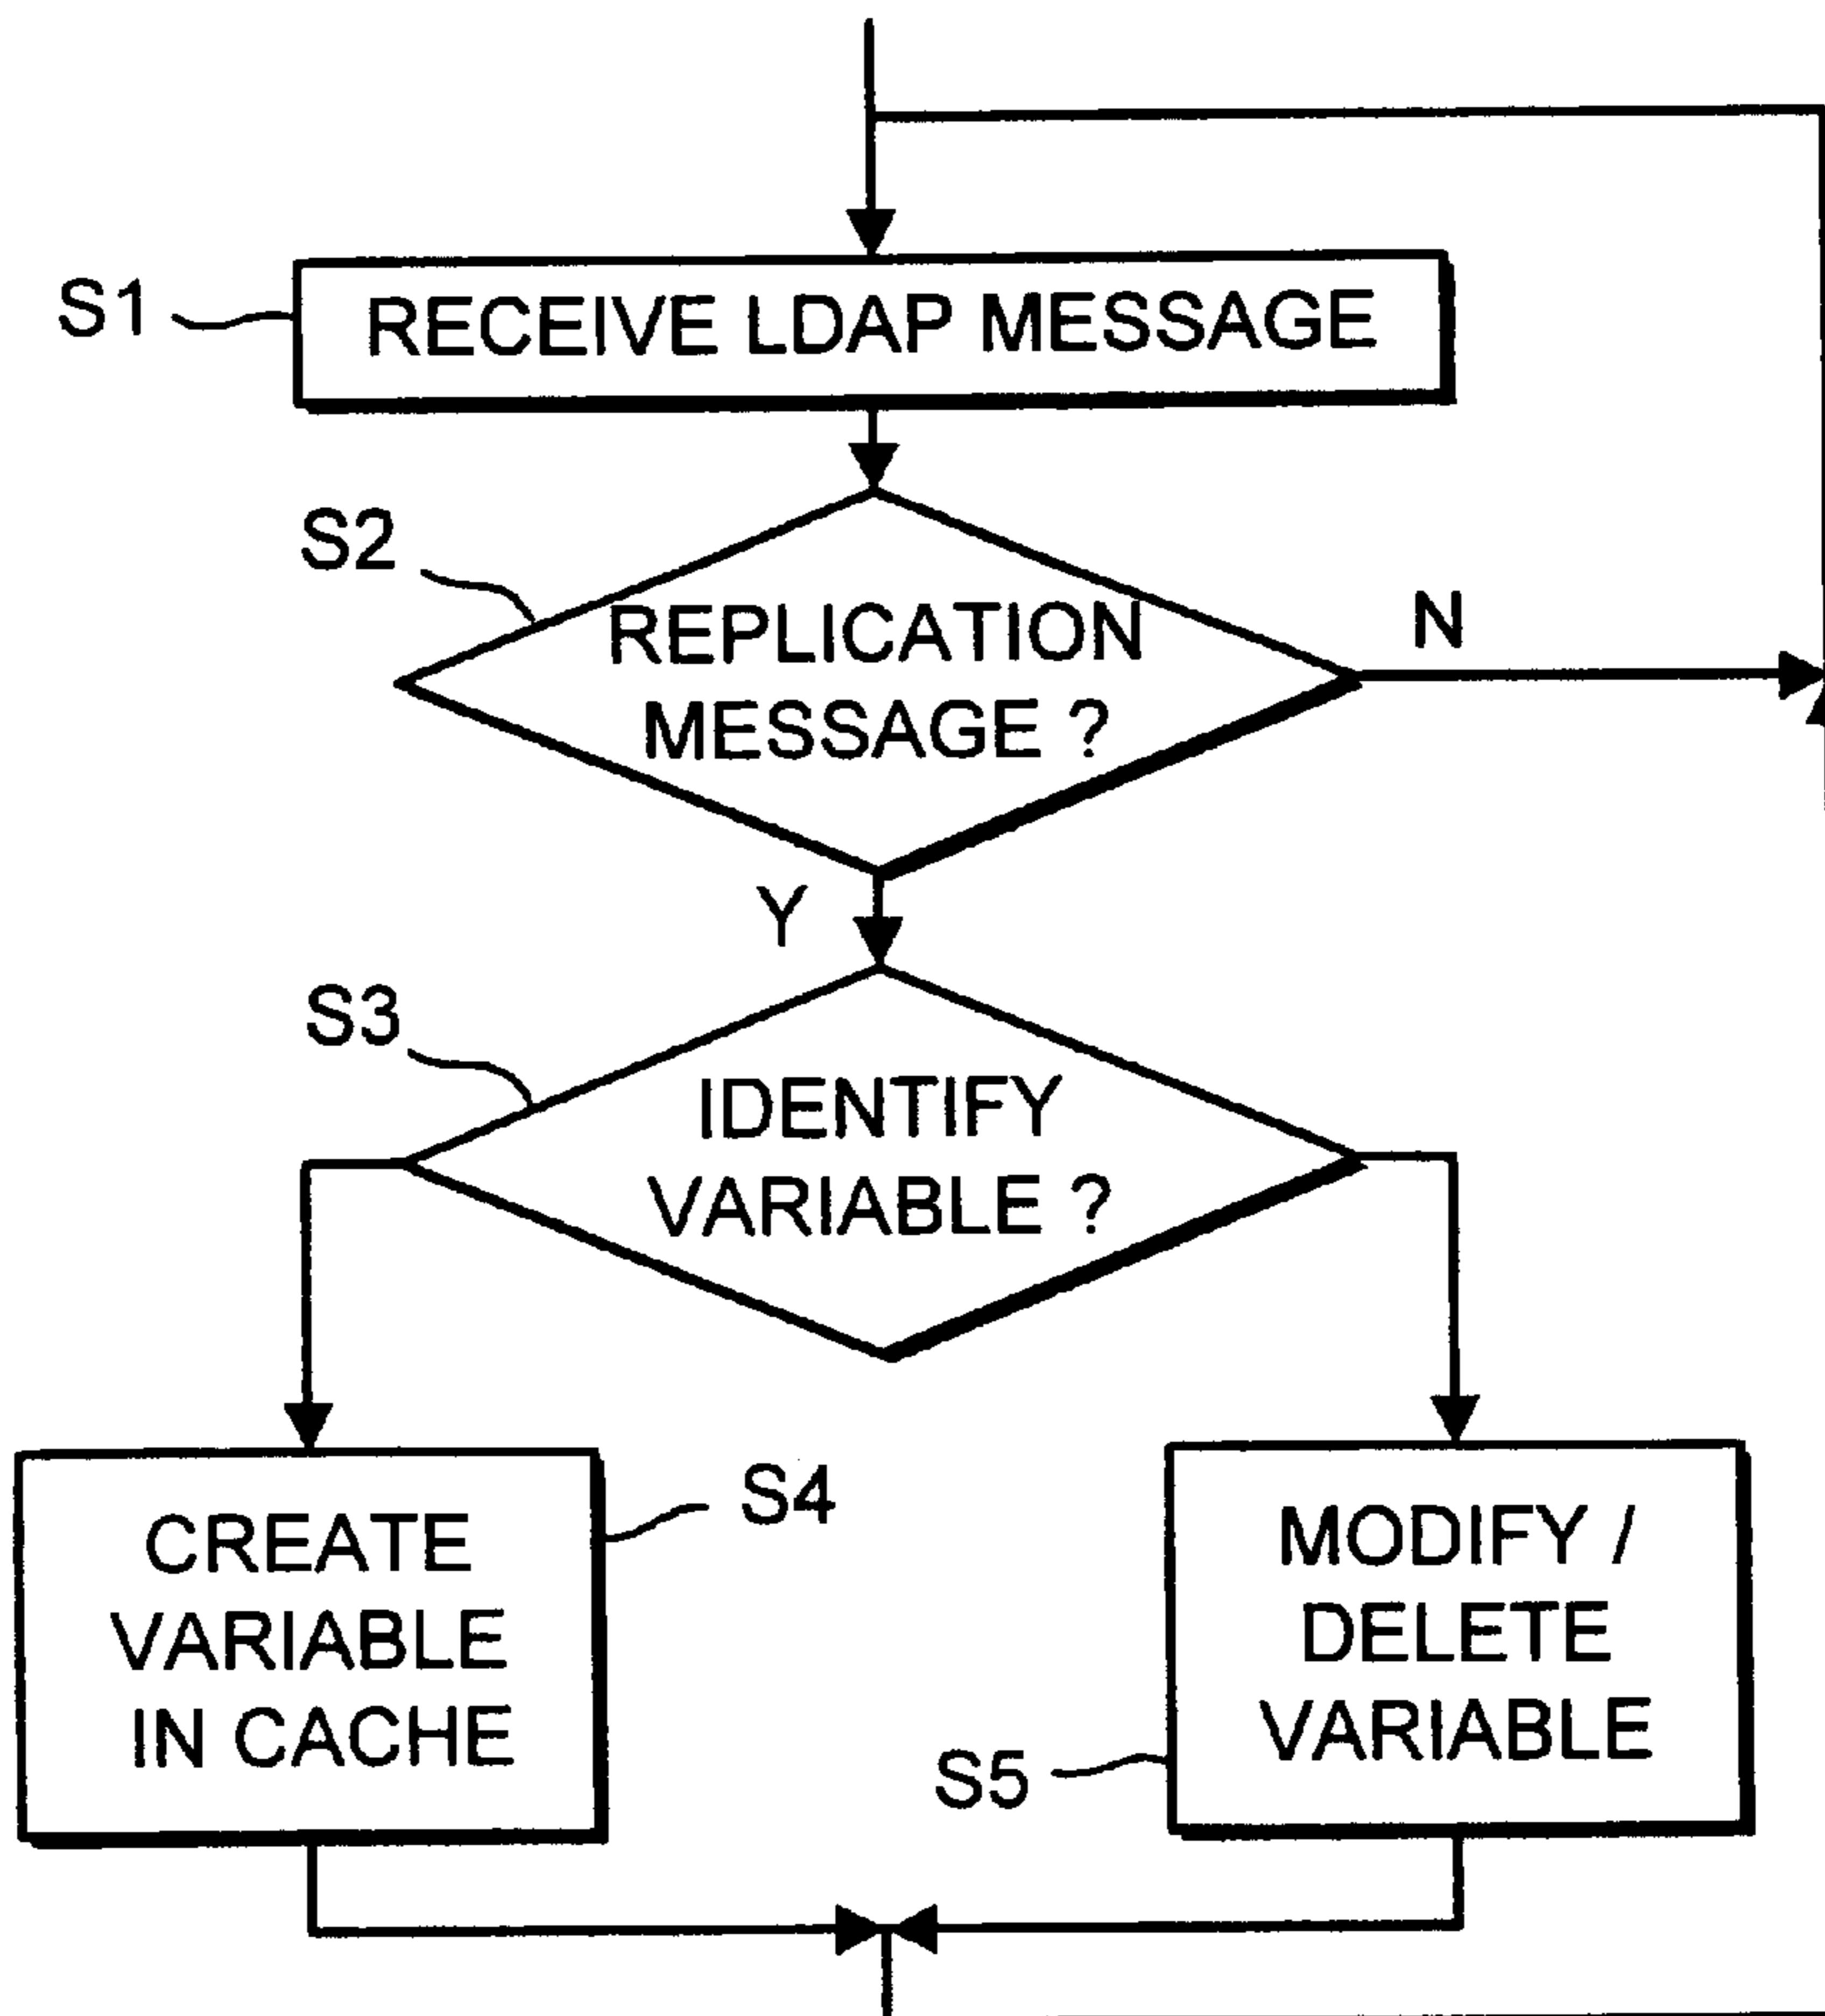 S1
RECEIVE LDAP MESSAGE
S2
REPLICATION
MESSAGE ?
N
Y
S3
IDENTIFY
VARIABLE ?
CREATE
VARIABLE
IN CACHE
S4
MODIFY /
DELETE
VARIABLE
S5